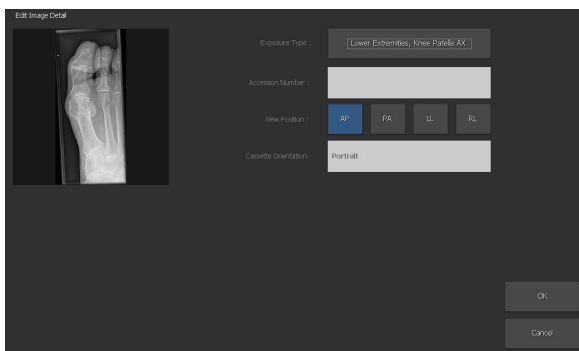 Edit Image Detail
Exposure Type :
Lower Extremities, Knee Patella AX
Accession Number :
View Position :
AP
PA
LL
RL
Cassette Orientation:
Portrait
OK
Cancel